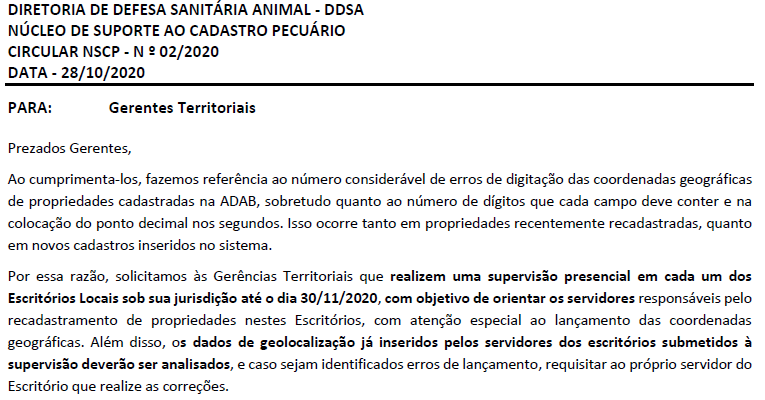 DIRETORIA DE DEFESA SANITÁRIA ANIMAL - DDSA
NÚCLEO DE SUPORTE AO CADASTRO PECUÁRIO
CIRCULAR NSCP - N º 02/2020
DATA - 28/10/2020
PARA: Gerentes Territoriais
Prezados Gerentes,
Ao cumprimenta-los, fazemos referência ao número considerável de erros de digitação das coordenadas geográficas
de propriedades cadastradas na ADAB, sobretudo quanto ao número de dígitos que cada campo deve conter e na
colocação do ponto decimal nos segundos. Isso ocorre tanto em propriedades recentemente recadastradas, quanto
em novos cadastros inseridos no sistema.
Por essa razão, solicitamos às Gerências Territoriais que realizem uma supervisão presencial em cada um dos
Escritórios Locais sob sua jurisdição até o dia 30/11/2020, com objetivo de orientar os servidores responsáveis pelo
recadastramento de propriedades nestes Escritórios, com atenção especial ao lançamento das coordenadas
geográficas. Além disso, os dados de geolocalização já inseridos pelos servidores dos escritórios submetidos à
supervisão deverão ser analisados, e caso sejam identificados erros de lançamento, requisitar ao próprio servidor do
Escritório que realize as correções.